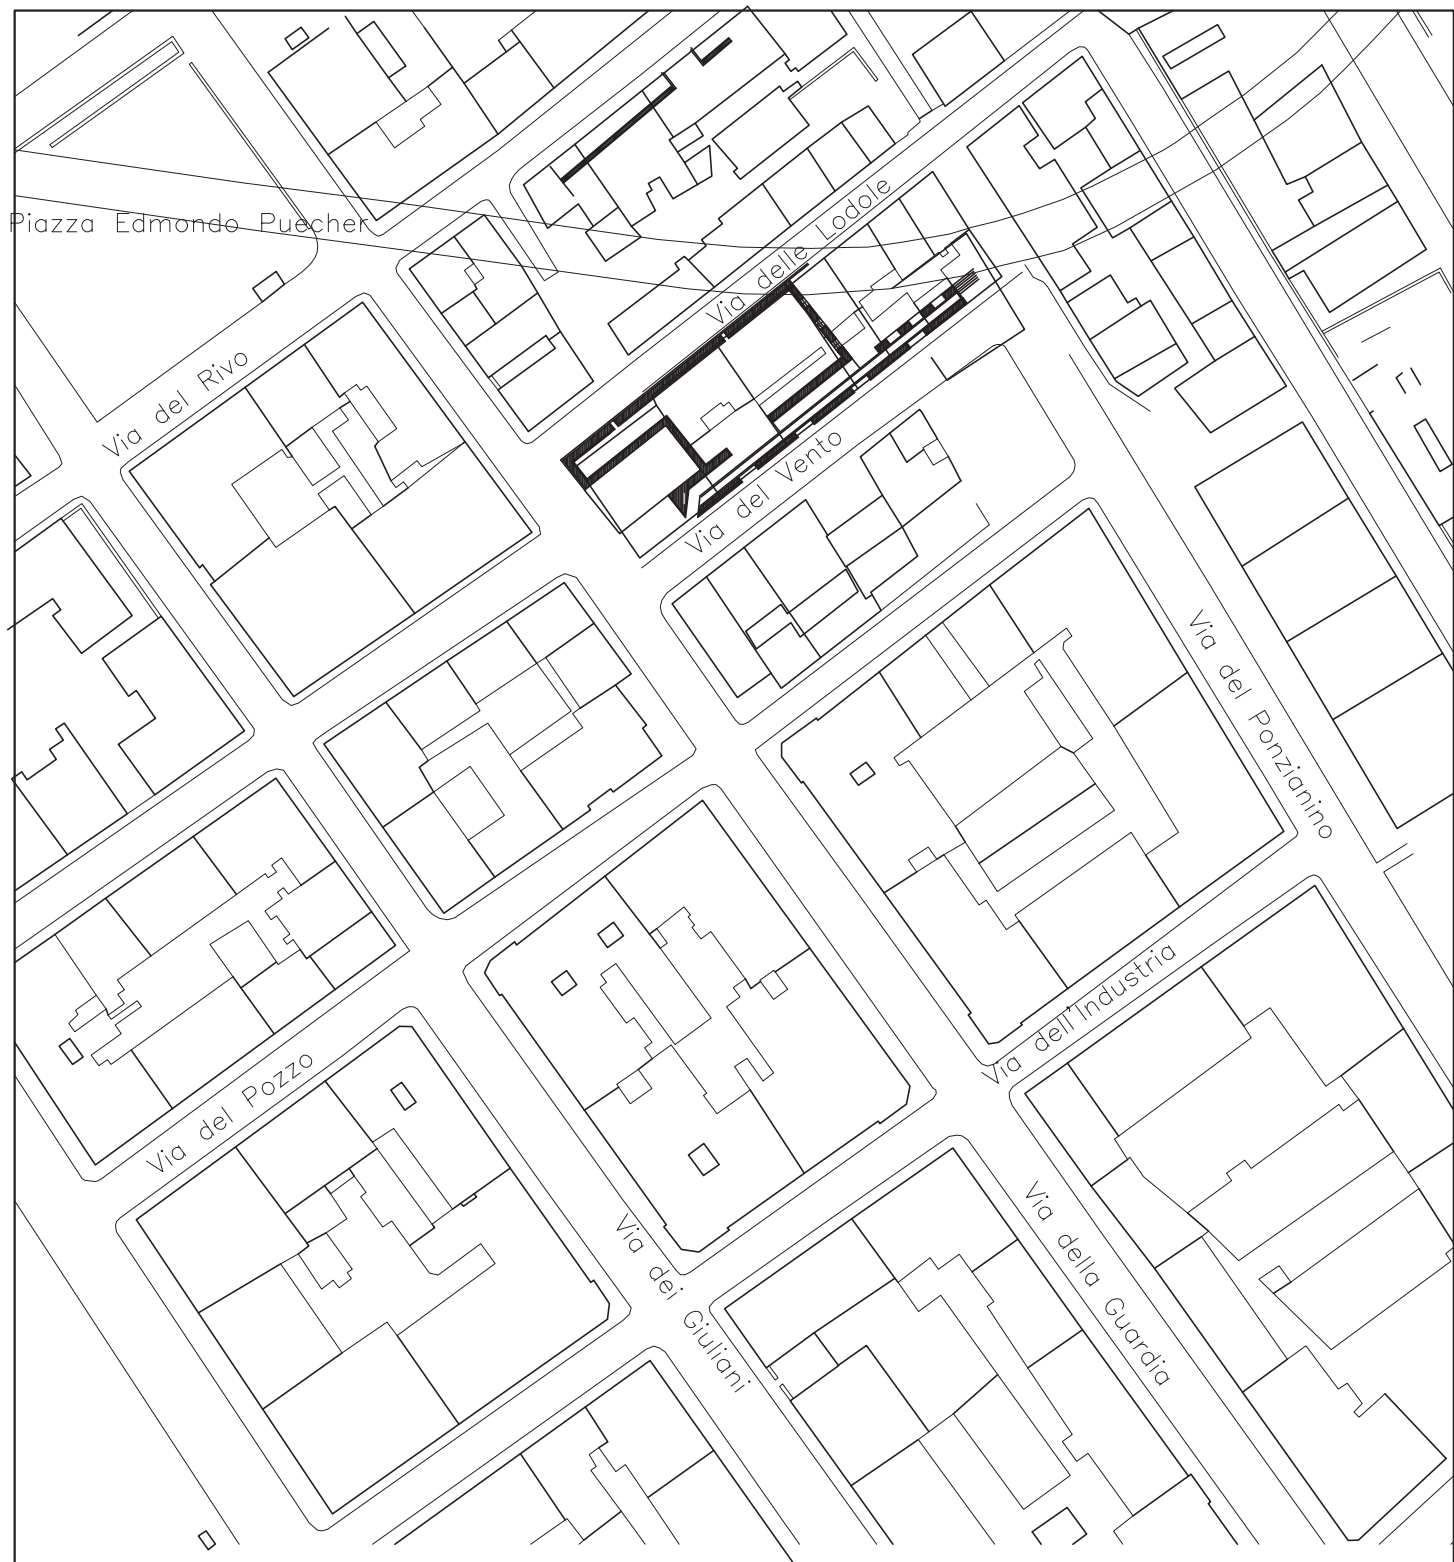 Piazza Edmondo Puecher
Via delle Lodole
Via del Rivo
Via del Vento
Via del Ponzianino
Via dell'Industria
Via del Pozzo
Via dei Giuliani
Via della Guardia